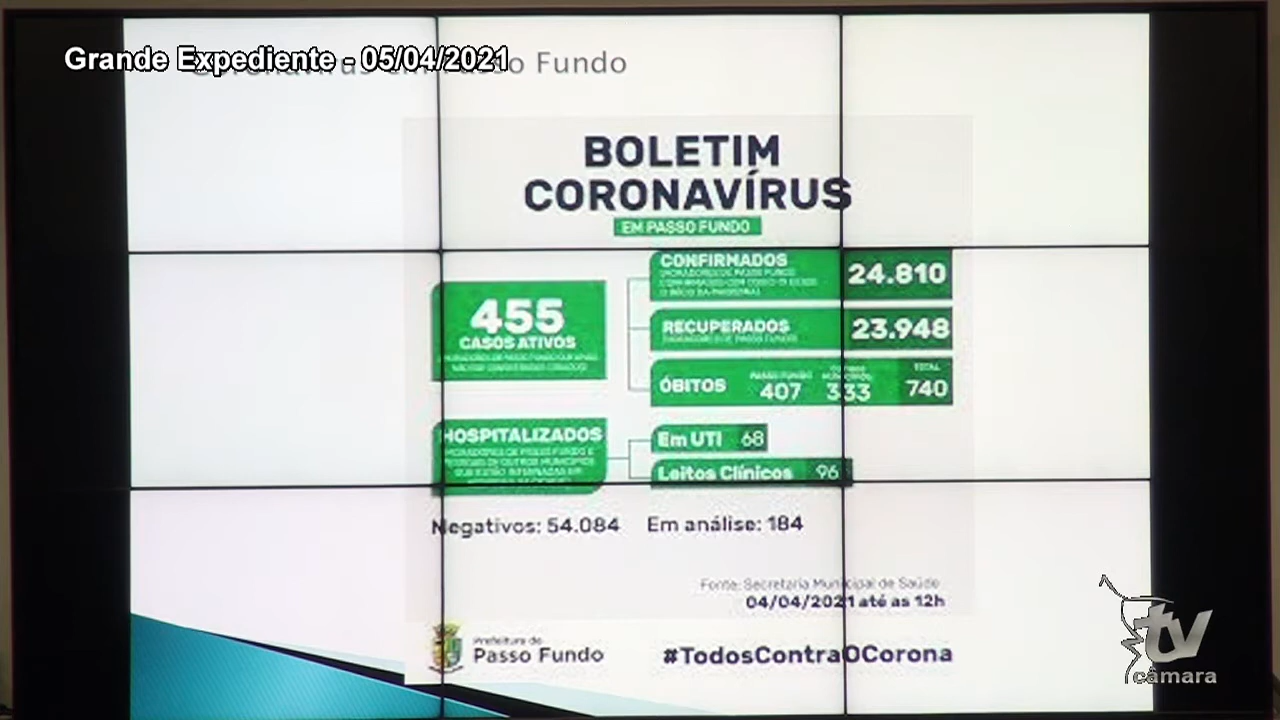 Grande Expediente - 05/04/2021
Passo Fundo
BOLETIM
CORONAVÍRUS
EM PASSO FUNDO
455
CASOS ATIVOS
CONFIRMADOS
24.810
RECUPERADOS
23.948
ÓBITOS
PASSO FUNDO
407
333
TOTAL
740
HOSPITALIZADOS
Em UTI 68
Leitos Clínicos 96
Negativos: 54.084 Em análise: 184
Fonte: Secretaria Municipal de Saúde
04/04/2021 até as 12h
Prefeitura de
Passo Fundo
#TodosContraOCorona
tv
câmara